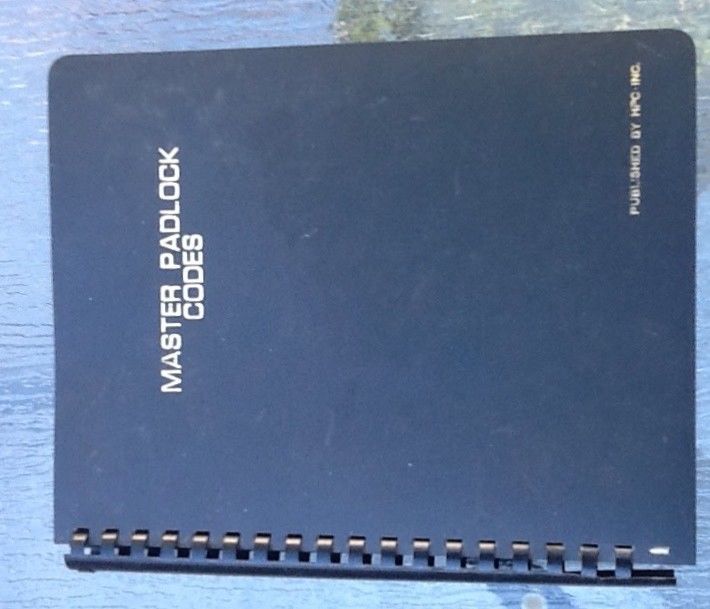 MASTER PADLOCK
CODES
PUBLISHED BY HPC INC.